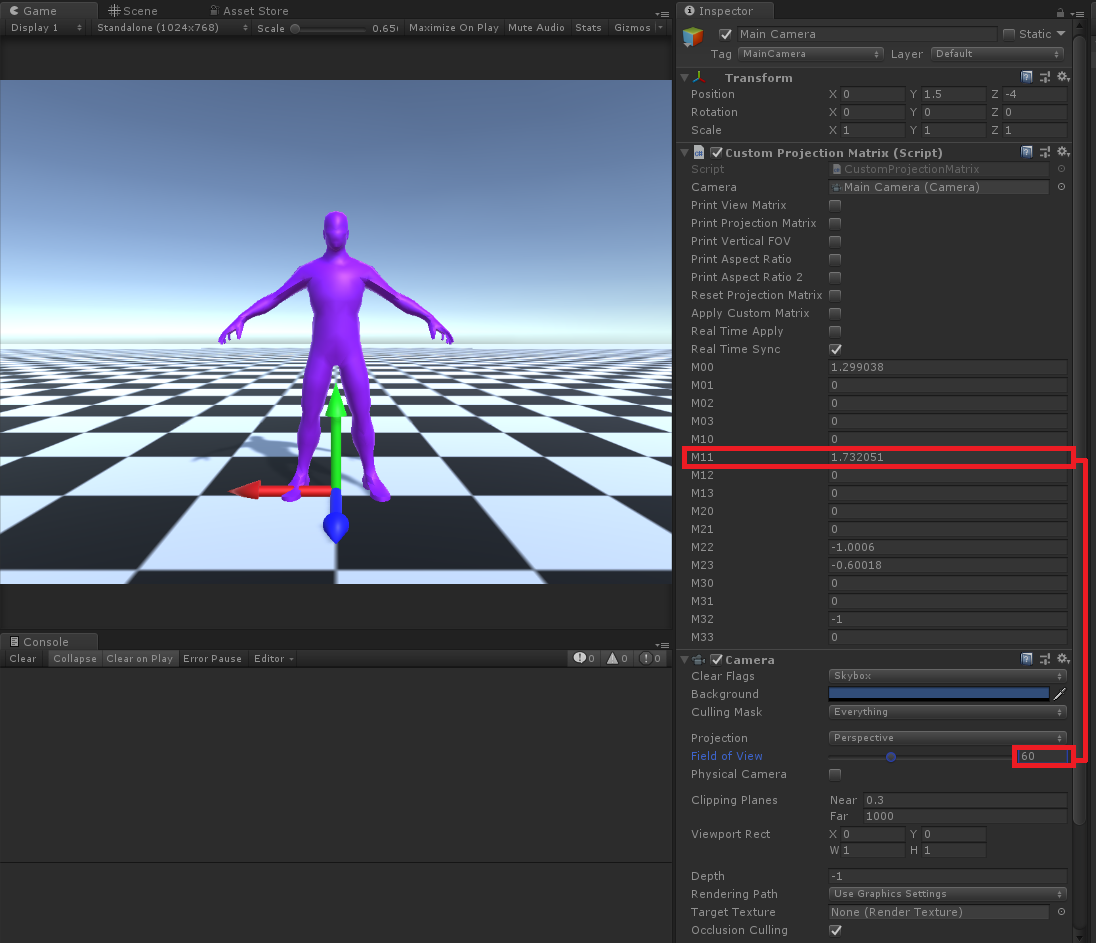 Game Scene Asset Store
Display 1 Standalone (1024x768) Scale 0.65 Maximize On Play Mute Audio Stats Gizmos
Console
Clear Collapse Clear on Play Error Pause Editor 0 0 0
Inspector
Main Camera Static
Tag MainCamera Layer Default
Transform
Position X 0 Y 1.5 Z -4
Rotation X 0 Y 0 Z 0
Scale X 1 Y 1 Z 1
Custom Projection Matrix (Script)
Script CustomProjectionMatrix
Camera Main Camera (Camera)
Print View Matrix
Print Projection Matrix
Print Vertical FOV
Print Aspect Ratio
Print Aspect Ratio 2
Reset Projection Matrix
Apply Custom Matrix
Real Time Apply
Real Time Sync
M00 1.299038
M01 0
M02 0
M03 0
M10 0
M11 1.732051
M12 0
M13 0
M20 0
M21 0
M22 -1.0006
M23 -0.60018
M30 0
M31 0
M32 -1
M33 0
Camera
Clear Flags Skybox
Background
Culling Mask Everything
Projection Perspective
Field of View 60
Physical Camera
Clipping Planes Near 0.3
Far 1000
Viewport Rect X 0 Y 0
W 1 H 1
Depth -1
Rendering Path Use Graphics Settings
Target Texture None (Render Texture)
Occlusion Culling